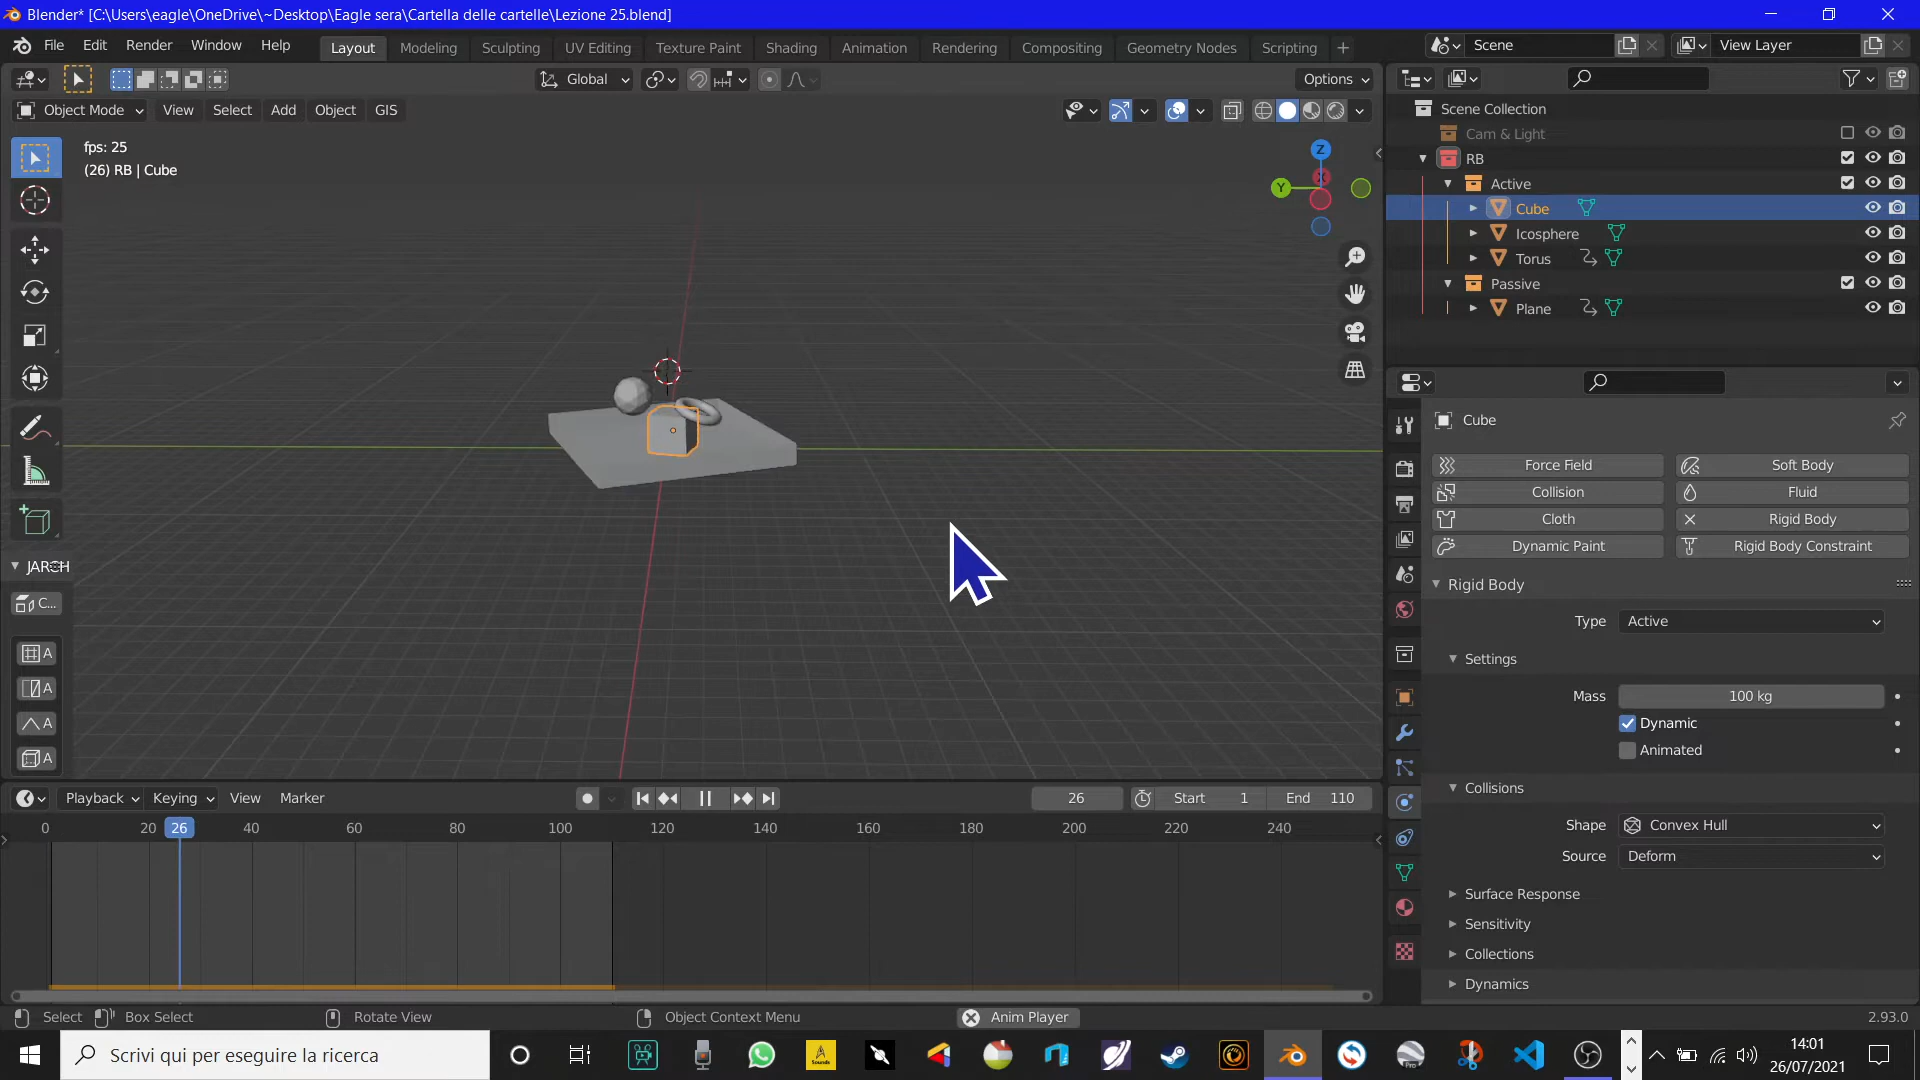 Blender* [C:\Users\eagle\OneDrive\~Desktop\Eagle sera\Cartella delle cartelle\Lezione 25.blend]
File Edit Render Window Help Layout Modeling Sculpting UV Editing Texture Paint Shading Animation Rendering Compositing Geometry Nodes Scripting + Scene View Layer
Global Options
Object Mode View Select Add Object GIS
fps: 25
(26) RB | Cube
Z
Y
JARCH
C...
A
A
A
A
Scene Collection
Cam & Light
RB
Active
Cube
Icosphere
Torus
Passive
Plane
Cube
Force Field Soft Body
Collision Fluid
Cloth Rigid Body
Dynamic Paint Rigid Body Constraint
Rigid Body
Type Active
Settings
Mass 100 kg
Dynamic
Animated
Collisions
Shape Convex Hull
Source Deform
Surface Response
Sensitivity
Collections
Dynamics
Playback Keying View Marker 26 Start 1 End 110
0 20 26 40 60 80 100 120 140 160 180 200 220 240
Select Box Select Rotate View Object Context Menu Anim Player 2.93.0
Scrivi qui per eseguire la ricerca
14:01
26/07/2021